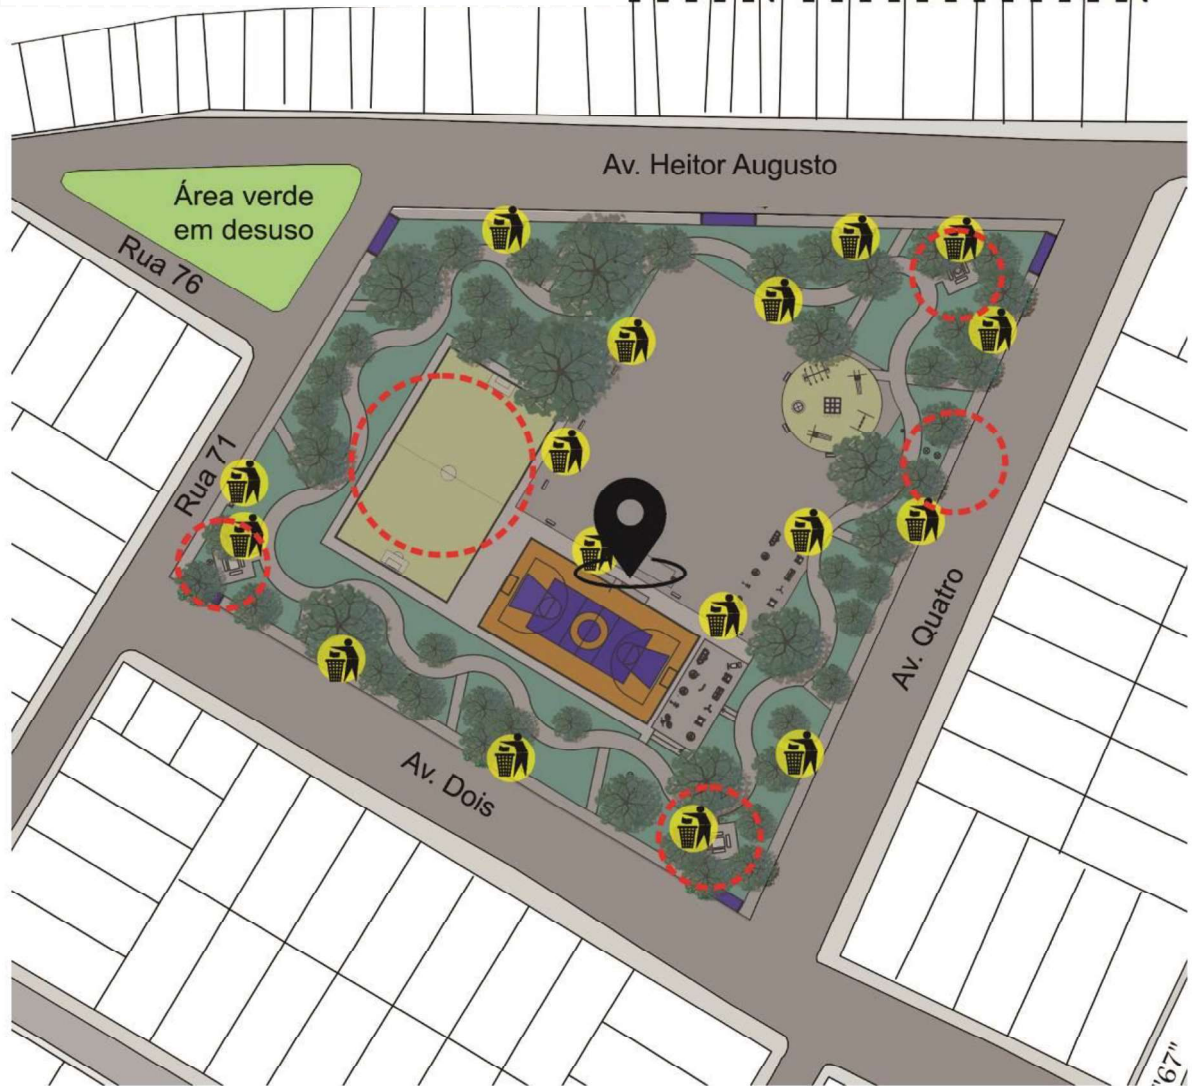 Av. Heitor Augusto
Área verde
em desuso
Rua 76
Rua 71
Av. Quatro
Av. Dois
67"